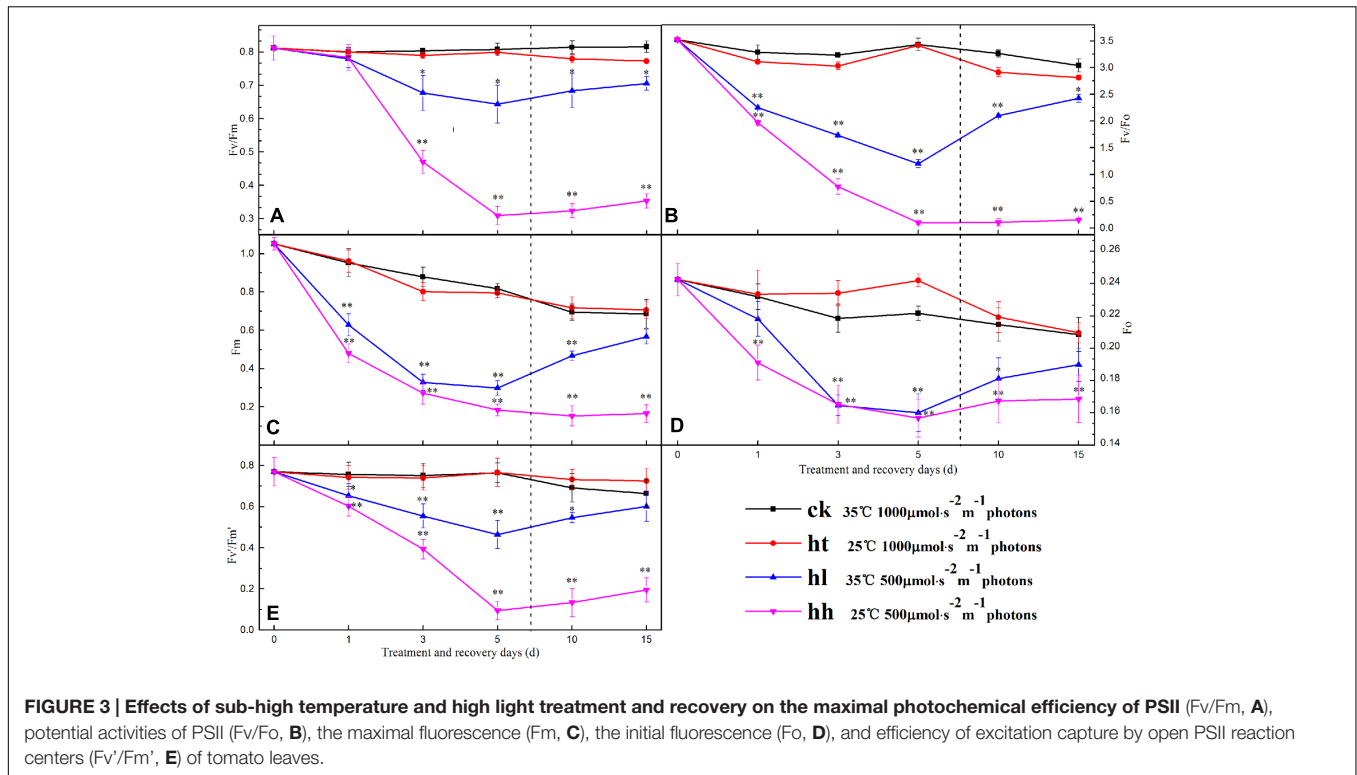 0.8
0.7
0.6
0.5
0.4
0.3
Fv/Fm
A
* * * *
** ** ** **
3.5
3.0
2.5
2.0
1.5
1.0
0.5
0.0
Fv/Fo
B
** ** ** ** *
** ** ** ** **
1.0
0.8
0.6
0.4
0.2
Fm
C
** ** ** ** *
** ** ** ** **
0.26
0.24
0.22
0.20
0.18
0.16
0.14
Fo
D
* ** ** *
** ** ** ** **
0 1 3 5 10 15
Treatment and recovery days (d)
0.8
0.6
0.4
0.2
0.0
Fv'/Fm'
E
* ** ** *
** ** ** ** **
0 1 3 5 10 15
Treatment and recovery days (d)
ck 35℃ 1000μmol·s-2m-1photons
ht 25℃ 1000μmol·s-2m-1photons
hl 35℃ 500μmol·s-2m-1photons
hh 25℃ 500μmol·s-2m-1photons
FIGURE 3 | Effects of sub-high temperature and high light treatment and recovery on the maximal photochemical efficiency of PSII (Fv/Fm, A),
potential activities of PSII (Fv/Fo, B), the maximal fluorescence (Fm, C), the initial fluorescence (Fo, D), and efficiency of excitation capture by open PSII reaction
centers (Fv'/Fm', E) of tomato leaves.